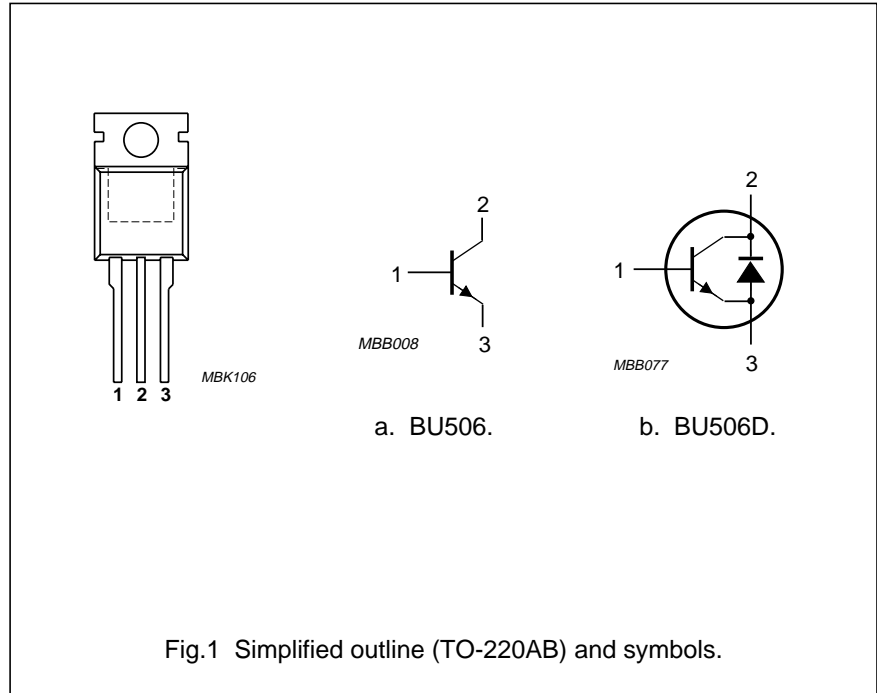 MBK106
1 2 3
2
1
MBB008
3
a. BU506.
2
1
MBB077
3
b. BU506D.
Fig.1 Simplified outline (TO-220AB) and symbols.